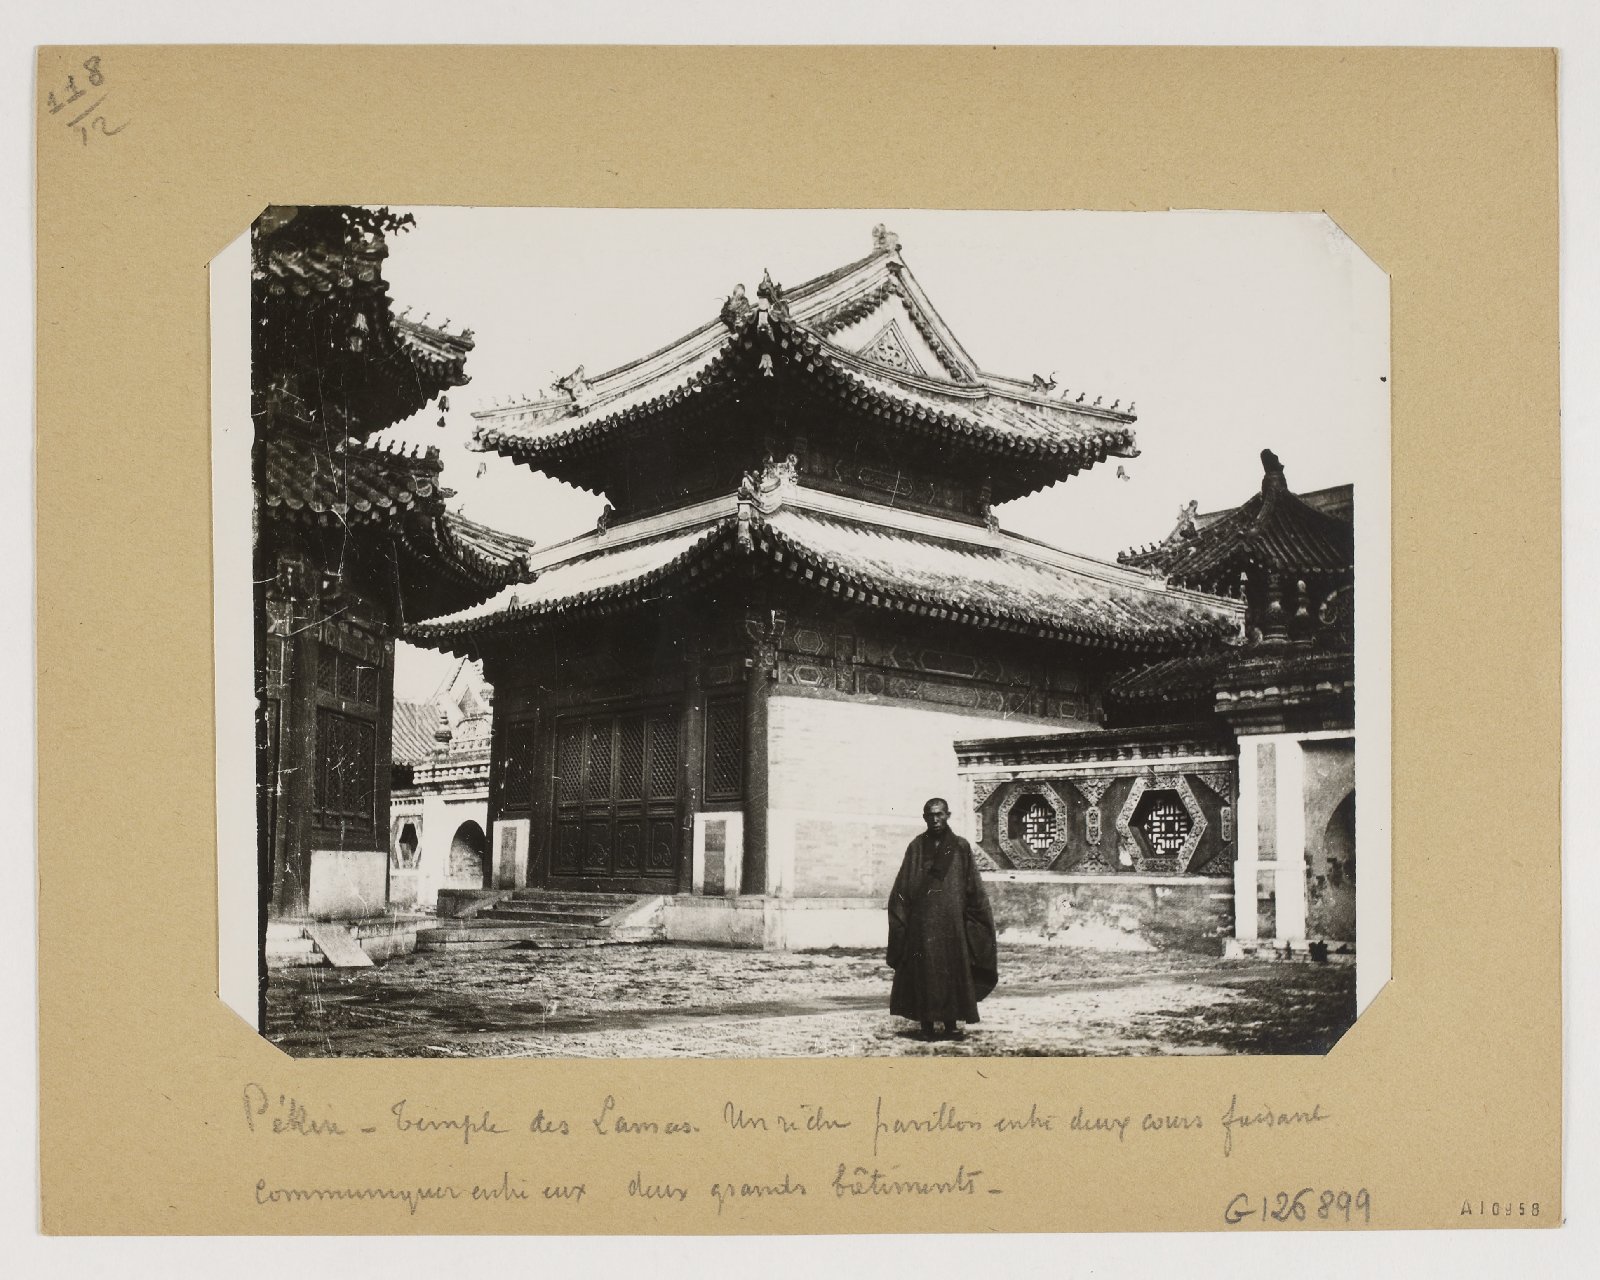 118
12
Pékin - Temple des Lamas. Un riche pavillon entre deux cours faisant
communiquer entre eux deux grands bâtiments -
G126899
A10958